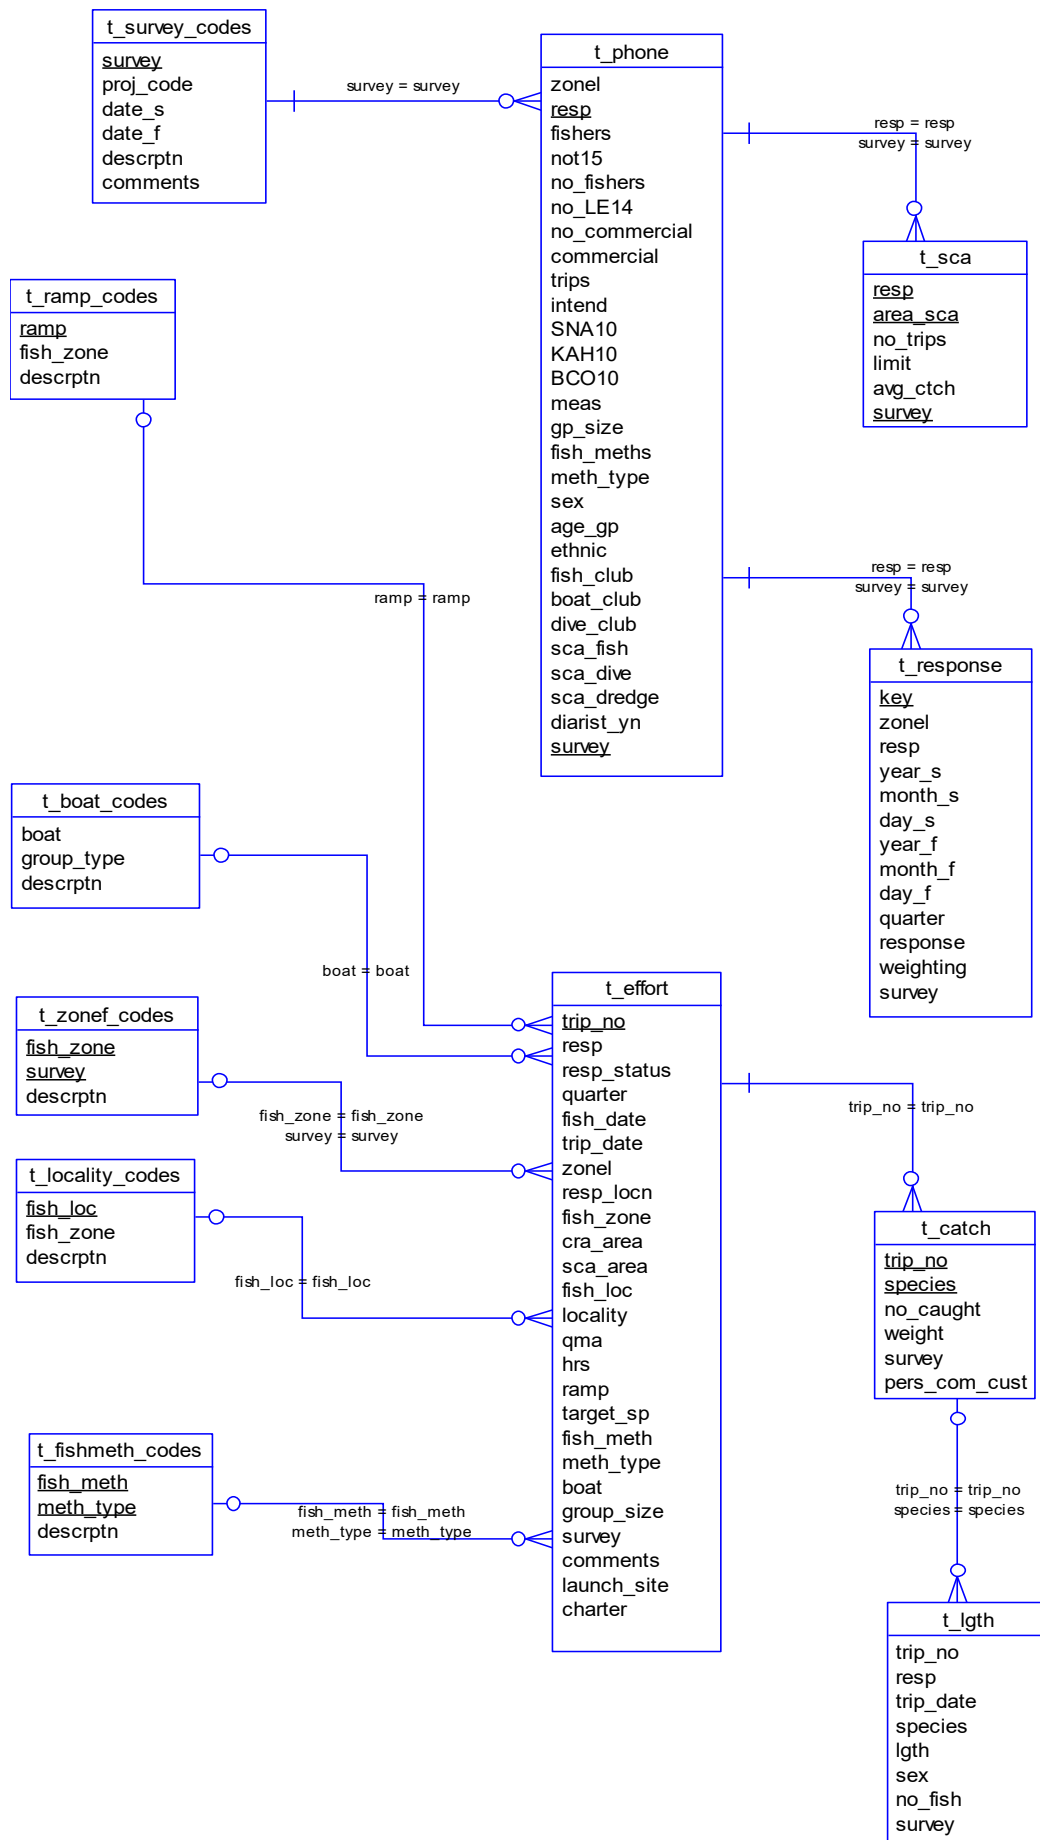 t_survey_codes
survey
proj_code
date_s
date_f
descrptn
comments
survey = survey
t_phone
zonel
resp
fishers
not15
no_fishers
no_LE14
no_commercial
commercial
trips
intend
SNA10
KAH10
BCO10
meas
gp_size
fish_meths
meth_type
sex
age_gp
ethnic
fish_club
boat_club
dive_club
sca_fish
sca_dive
sca_dredge
diarist_yn
survey
resp = resp
survey = survey
t_sca
resp
area_sca
no_trips
limit
avg_ctch
survey
t_ramp_codes
ramp
fish_zone
descrptn
ramp = ramp
resp = resp
survey = survey
t_response
key
zonel
resp
year_s
month_s
day_s
year_f
month_f
day_f
quarter
response
weighting
survey
t_boat_codes
boat
group_type
descrptn
boat = boat
t_zonef_codes
fish_zone
survey
descrptn
fish_zone = fish_zone
survey = survey
t_locality_codes
fish_loc
fish_zone
descrptn
fish_loc = fish_loc
t_fishmeth_codes
fish_meth
meth_type
descrptn
fish_meth = fish_meth
meth_type = meth_type
t_effort
trip_no
resp
resp_status
quarter
fish_date
trip_date
zonel
resp_locn
fish_zone
cra_area
sca_area
fish_loc
locality
qma
hrs
ramp
target_sp
fish_meth
meth_type
boat
group_size
survey
comments
launch_site
charter
trip_no = trip_no
t_catch
trip_no
species
no_caught
weight
survey
pers_com_cust
trip_no = trip_no
species = species
t_lgth
trip_no
resp
trip_date
species
lgth
sex
no_fish
survey